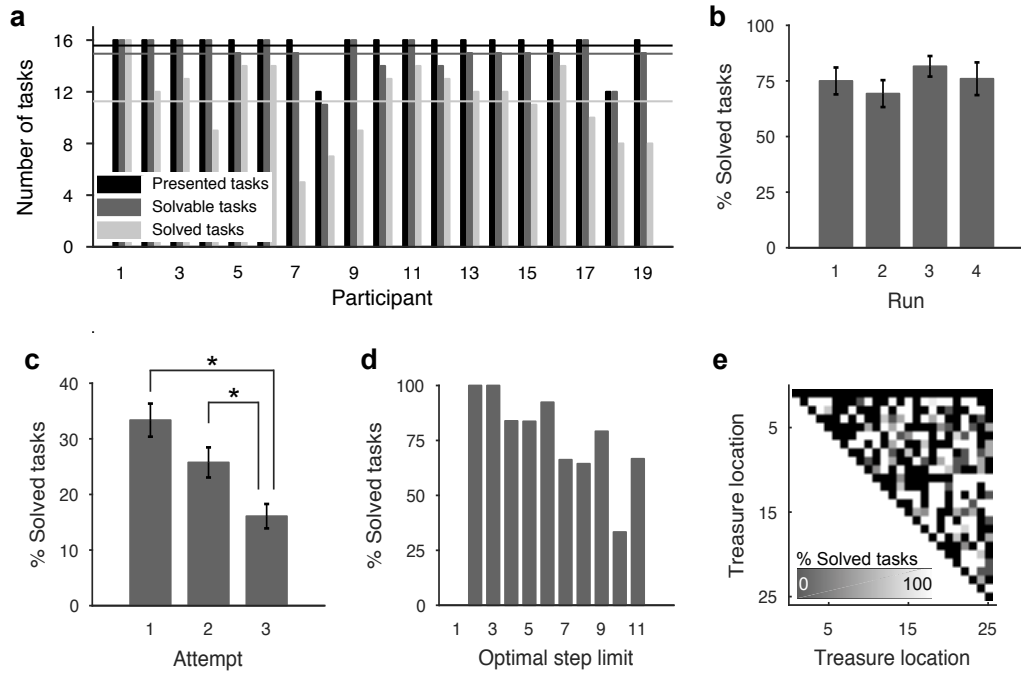 a
Number of tasks
16
12
8
4
0
Presented tasks
Solvable tasks
Solved tasks
1 3 5 7 9 11 13 15 17 19
Participant
b
% Solved tasks
100
75
50
25
0
1 2 3 4
Run
c
% Solved tasks
40
30
20
10
0
*
*
1 2 3
Attempt
d
% Solved tasks
100
75
50
25
0
1 3 5 7 9 11
Optimal step limit
e
Treasure location
5
15
25
% Solved tasks
0 100
5 15 25
Treasure location